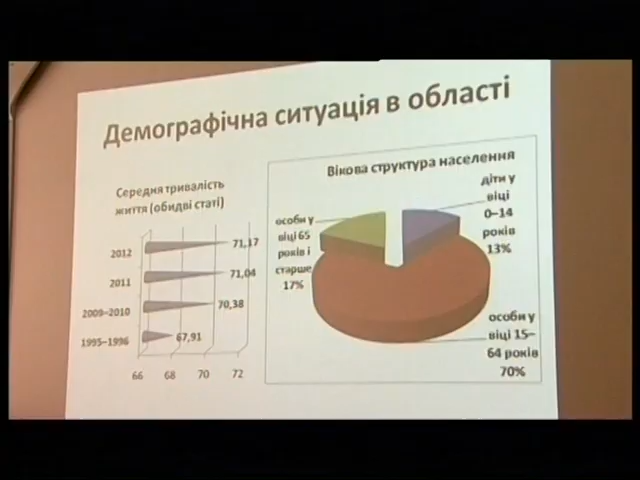 Демографічна ситуація в області
Середня тривалість
життя (обидві статі)
2012
71,17
2011
71,04
2009–2010
70,38
1995–1996
67,91
66 68 70 72
Вікова структура населення
особи у
віці 65
років і
старше
17%
діти у
віці
0–14
років
13%
особи у
віці 15–
64 років
70%